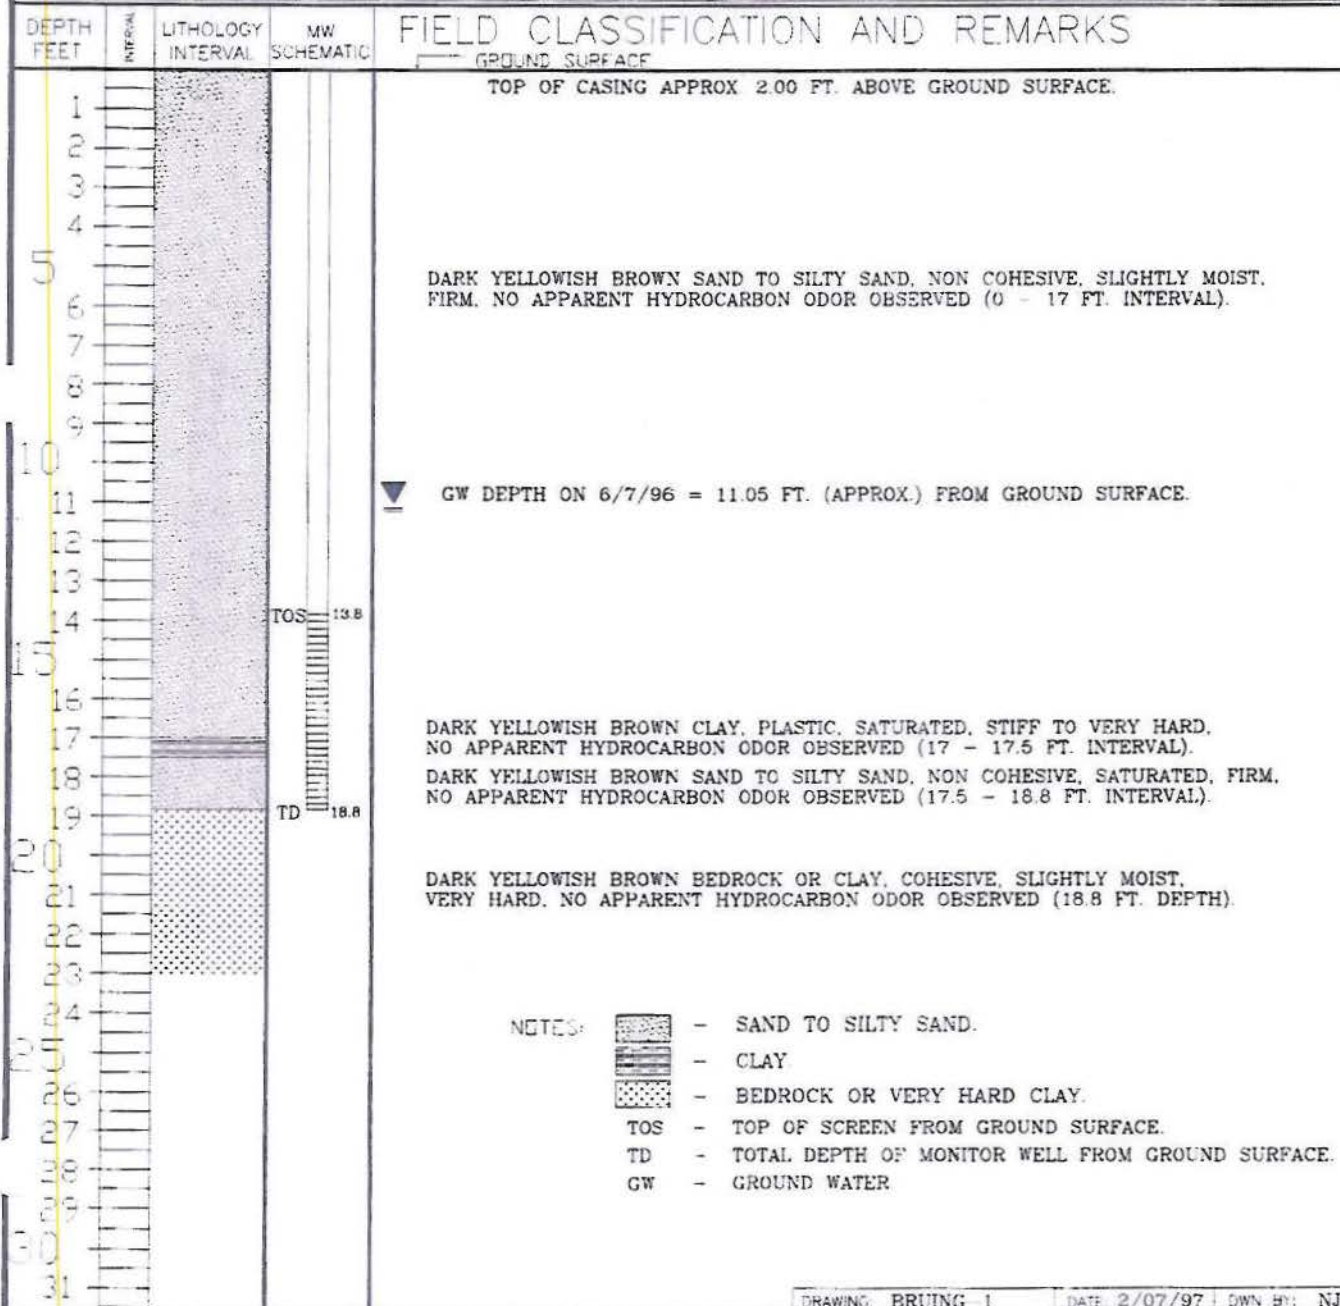 DEPTH FEET
INTERVAL
LITHOLOGY INTERVAL
MW SCHEMATIC
FIELD CLASSIFICATION AND REMARKS
GROUND SURFACE
TOP OF CASING APPROX 2.00 FT. ABOVE GROUND SURFACE.
1
2
3
4
5
DARK YELLOWISH BROWN SAND TO SILTY SAND, NON COHESIVE, SLIGHTLY MOIST,
FIRM, NO APPARENT HYDROCARBON ODOR OBSERVED (0 - 17 FT. INTERVAL).
6
7
8
9
10
GW DEPTH ON 6/7/96 = 11.05 FT. (APPROX.) FROM GROUND SURFACE.
11
12
13
TOS 13.8
14
15
16
DARK YELLOWISH BROWN CLAY, PLASTIC, SATURATED, STIFF TO VERY HARD,
17
NO APPARENT HYDROCARBON ODOR OBSERVED (17 - 17.5 FT. INTERVAL).
18
DARK YELLOWISH BROWN SAND TO SILTY SAND, NON COHESIVE, SATURATED, FIRM,
NO APPARENT HYDROCARBON ODOR OBSERVED (17.5 - 18.8 FT. INTERVAL).
TD 18.8
19
20
DARK YELLOWISH BROWN BEDROCK OR CLAY, COHESIVE, SLIGHTLY MOIST,
21
VERY HARD, NO APPARENT HYDROCARBON ODOR OBSERVED (18.8 FT. DEPTH).
22
23
24
NOTES: - SAND TO SILTY SAND.
25
- CLAY
26
- BEDROCK OR VERY HARD CLAY.
27
TOS - TOP OF SCREEN FROM GROUND SURFACE.
28
TD - TOTAL DEPTH OF MONITOR WELL FROM GROUND SURFACE.
GW - GROUND WATER
29
30
31
DRAWING: BRUING-1 DATE 2/07/97 DWN BY: NJ